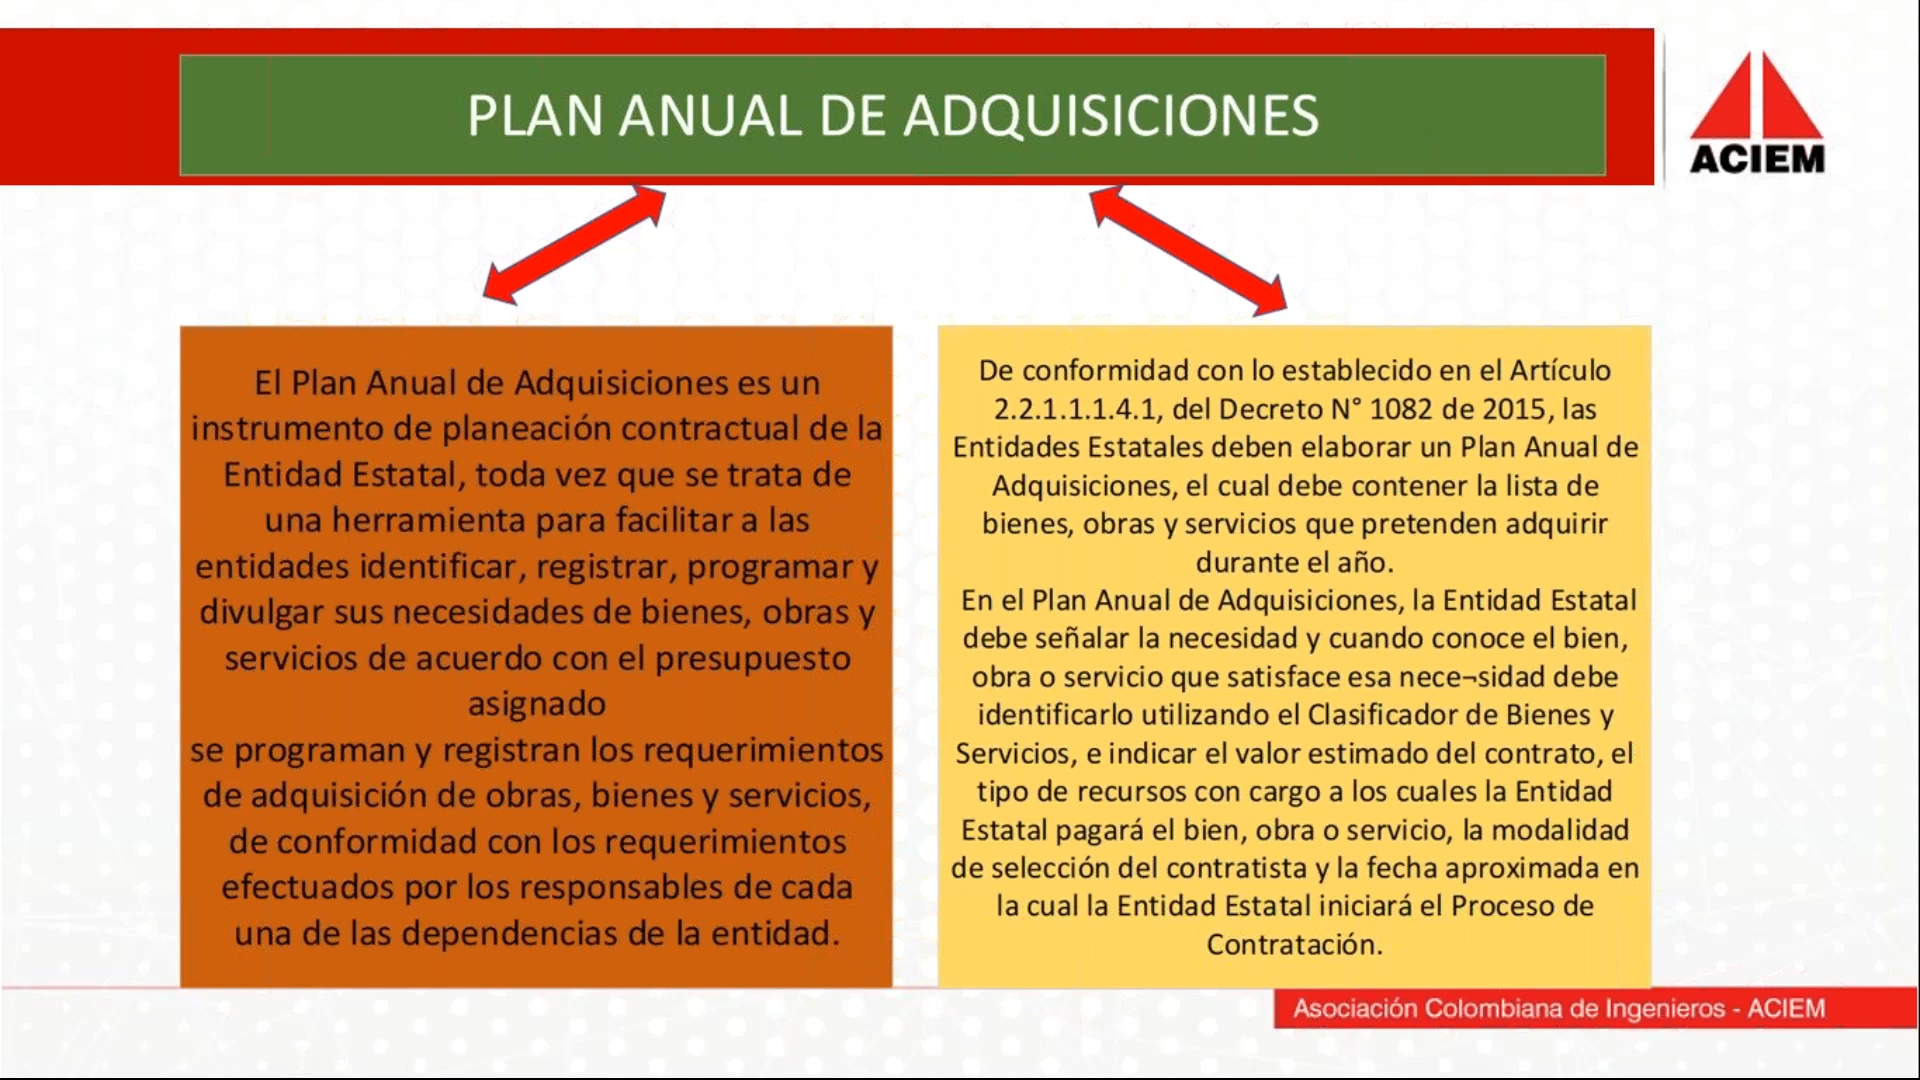 PLAN ANUAL DE ADQUISICIONES
ACIEM
El Plan Anual de Adquisiciones es un
instrumento de planeación contractual de la
Entidad Estatal, toda vez que se trata de
una herramienta para facilitar a las
entidades identificar, registrar, programar y
divulgar sus necesidades de bienes, obras y
servicios de acuerdo con el presupuesto
asignado
se programan y registran los requerimientos
de adquisición de obras, bienes y servicios,
de conformidad con los requerimientos
efectuados por los responsables de cada
una de las dependencias de la entidad.
De conformidad con lo establecido en el Artículo
2.2.1.1.1.4.1, del Decreto N° 1082 de 2015, las
Entidades Estatales deben elaborar un Plan Anual de
Adquisiciones, el cual debe contener la lista de
bienes, obras y servicios que pretenden adquirir
durante el año.
En el Plan Anual de Adquisiciones, la Entidad Estatal
debe señalar la necesidad y cuando conoce el bien,
obra o servicio que satisface esa nece¬sidad debe
identificarlo utilizando el Clasificador de Bienes y
Servicios, e indicar el valor estimado del contrato, el
tipo de recursos con cargo a los cuales la Entidad
Estatal pagará el bien, obra o servicio, la modalidad
de selección del contratista y la fecha aproximada en
la cual la Entidad Estatal iniciará el Proceso de
Contratación.
Asociación Colombiana de Ingenieros - ACIEM